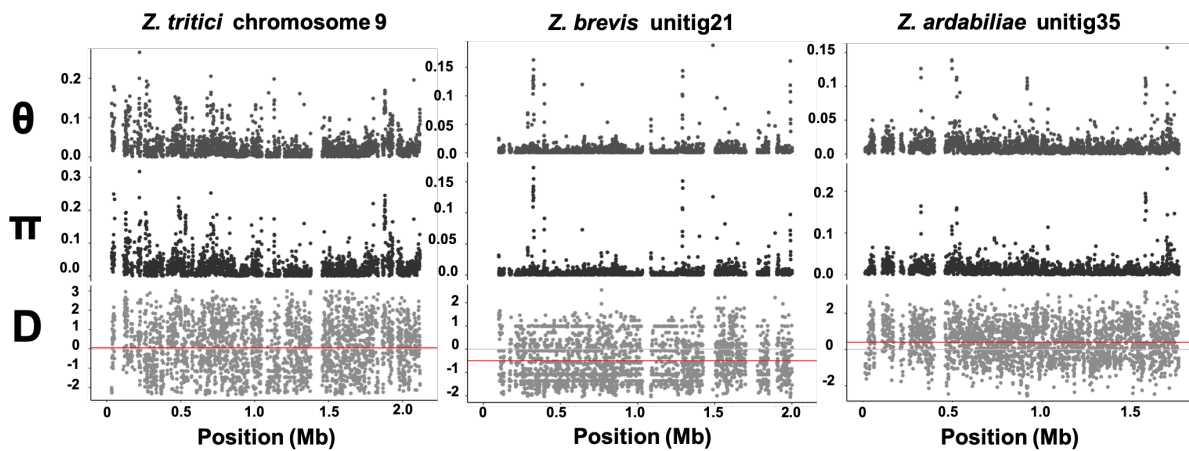 Z. tritici chromosome 9 Z. brevis unitig21 Z. ardabiliae unitig35
θ
0.2 0.1 0.0
0.15 0.10 0.05 0.0
0.15 0.10 0.05 0.0
π
0.3 0.2 0.1 0.0
0.15 0.10 0.05 0.0
0.2 0.1 0.0
D
3 2 1 0 -1 -2
2 1 0 -1 -2
2 0 -2
0 0.5 1.0 1.5 2.0
0 0.5 1.0 1.5 2.0
0 0.5 1.0 1.5
Position (Mb) Position (Mb) Position (Mb)